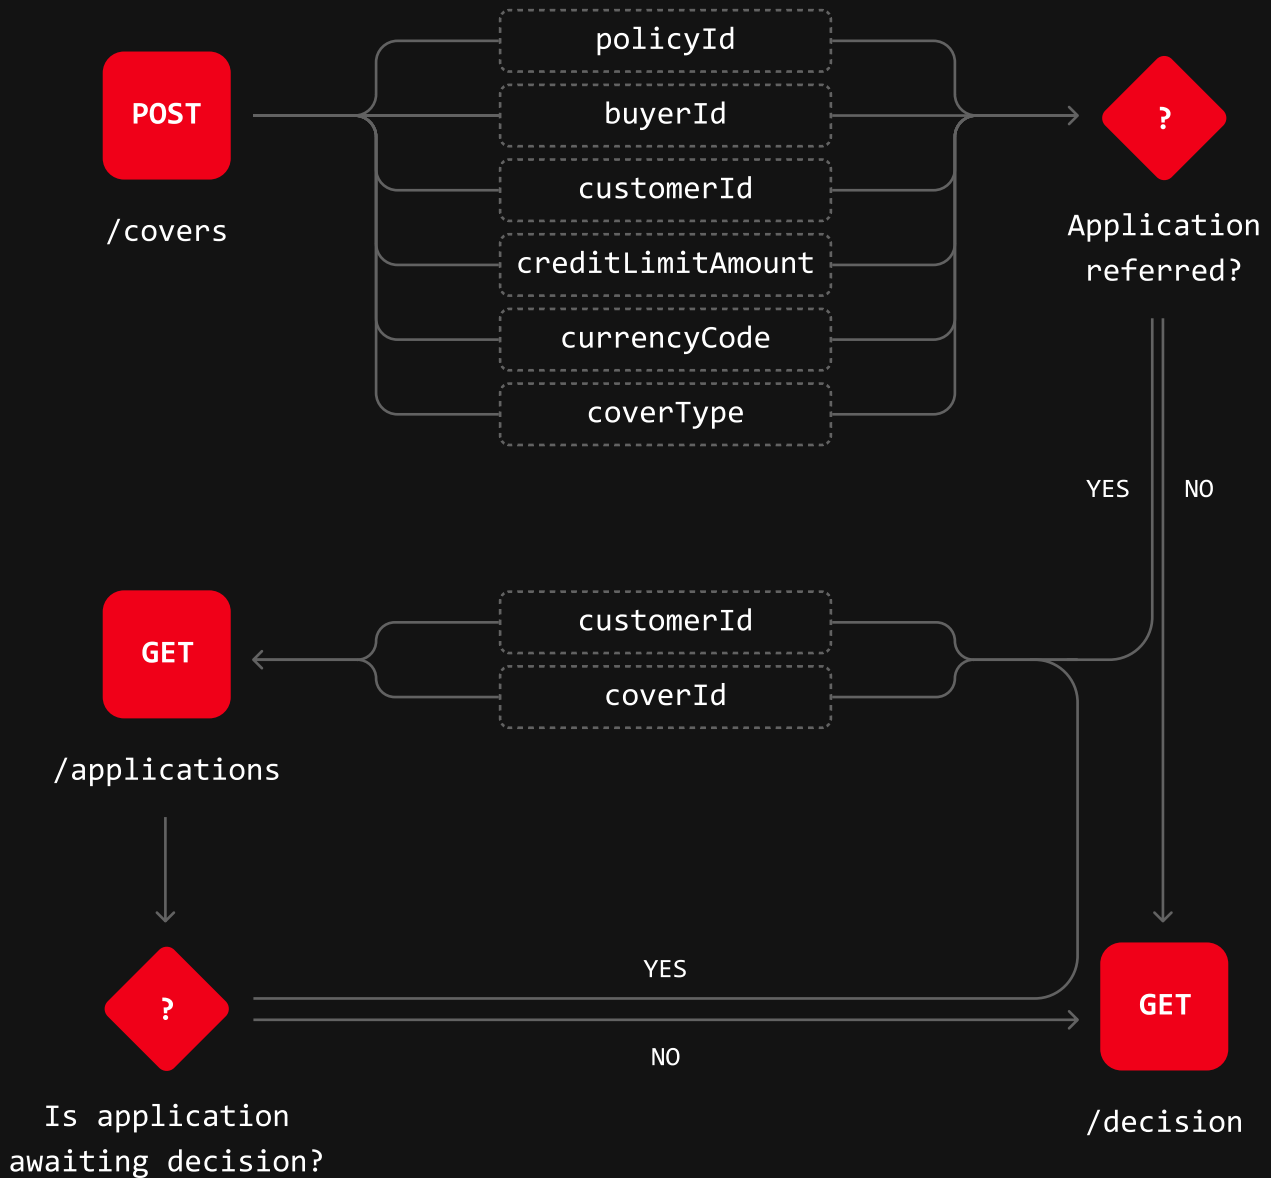 policyId
POST
buyerId
?
customerId
/covers
Application
referred?
creditLimitAmount
currencyCode
coverType
YES
NO
GET
customerId
coverId
/applications
YES
?
GET
NO
Is application
awaiting decision?
/decision